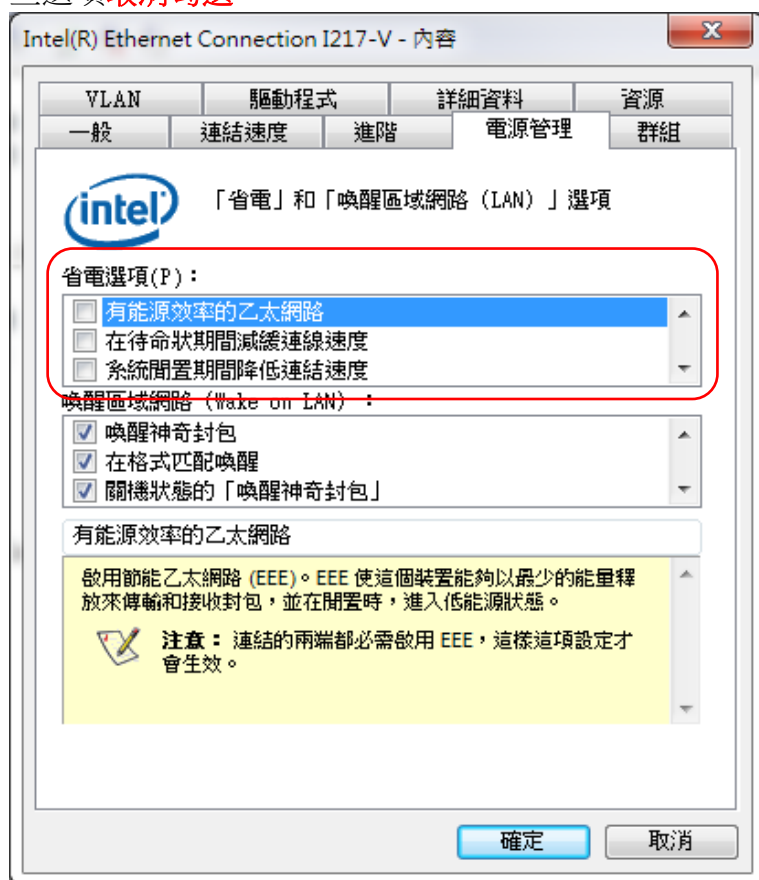 Intel(R) Ethernet Connection I217-V - 內容
VLAN 驅動程式 詳細資料 資源
一般 連結速度 進階 電源管理 群組
intel 「省電」和「喚醒區域網路（LAN）」選項
省電選項(P)：
有能源效率的乙太網路
在待命狀期間減緩連線速度
系統閒置期間降低連結速度
喚醒區域網路（Wake on LAN）：
喚醒神奇封包
在格式匹配喚醒
關機狀態的「喚醒神奇封包」
有能源效率的乙太網路
啟用節能乙太網路 (EEE)。EEE 使這個裝置能夠以最少的能量釋
放來傳輸和接收封包，並在閒置時，進入低能源狀態。
注意：連結的兩端都必需啟用 EEE，這樣這項設定才
會生效。
確定 取消